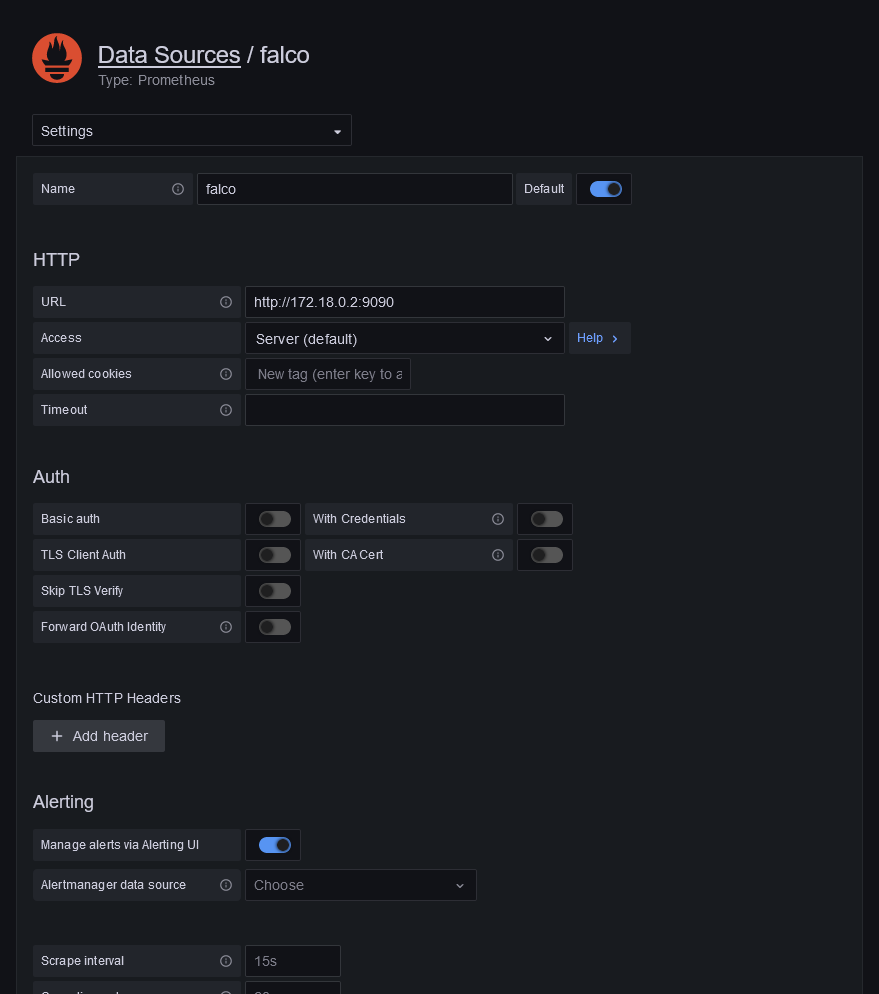 Data Sources / falco
Type: Prometheus
Settings
Name falco Default
HTTP
URL http://172.18.0.2:9090
Access Server (default) Help
Allowed cookies New tag (enter key to a
Timeout
Auth
Basic auth With Credentials
TLS Client Auth With CA Cert
Skip TLS Verify
Forward OAuth Identity
Custom HTTP Headers
Add header
Alerting
Manage alerts via Alerting UI
Alertmanager data source Choose
Scrape interval 15s